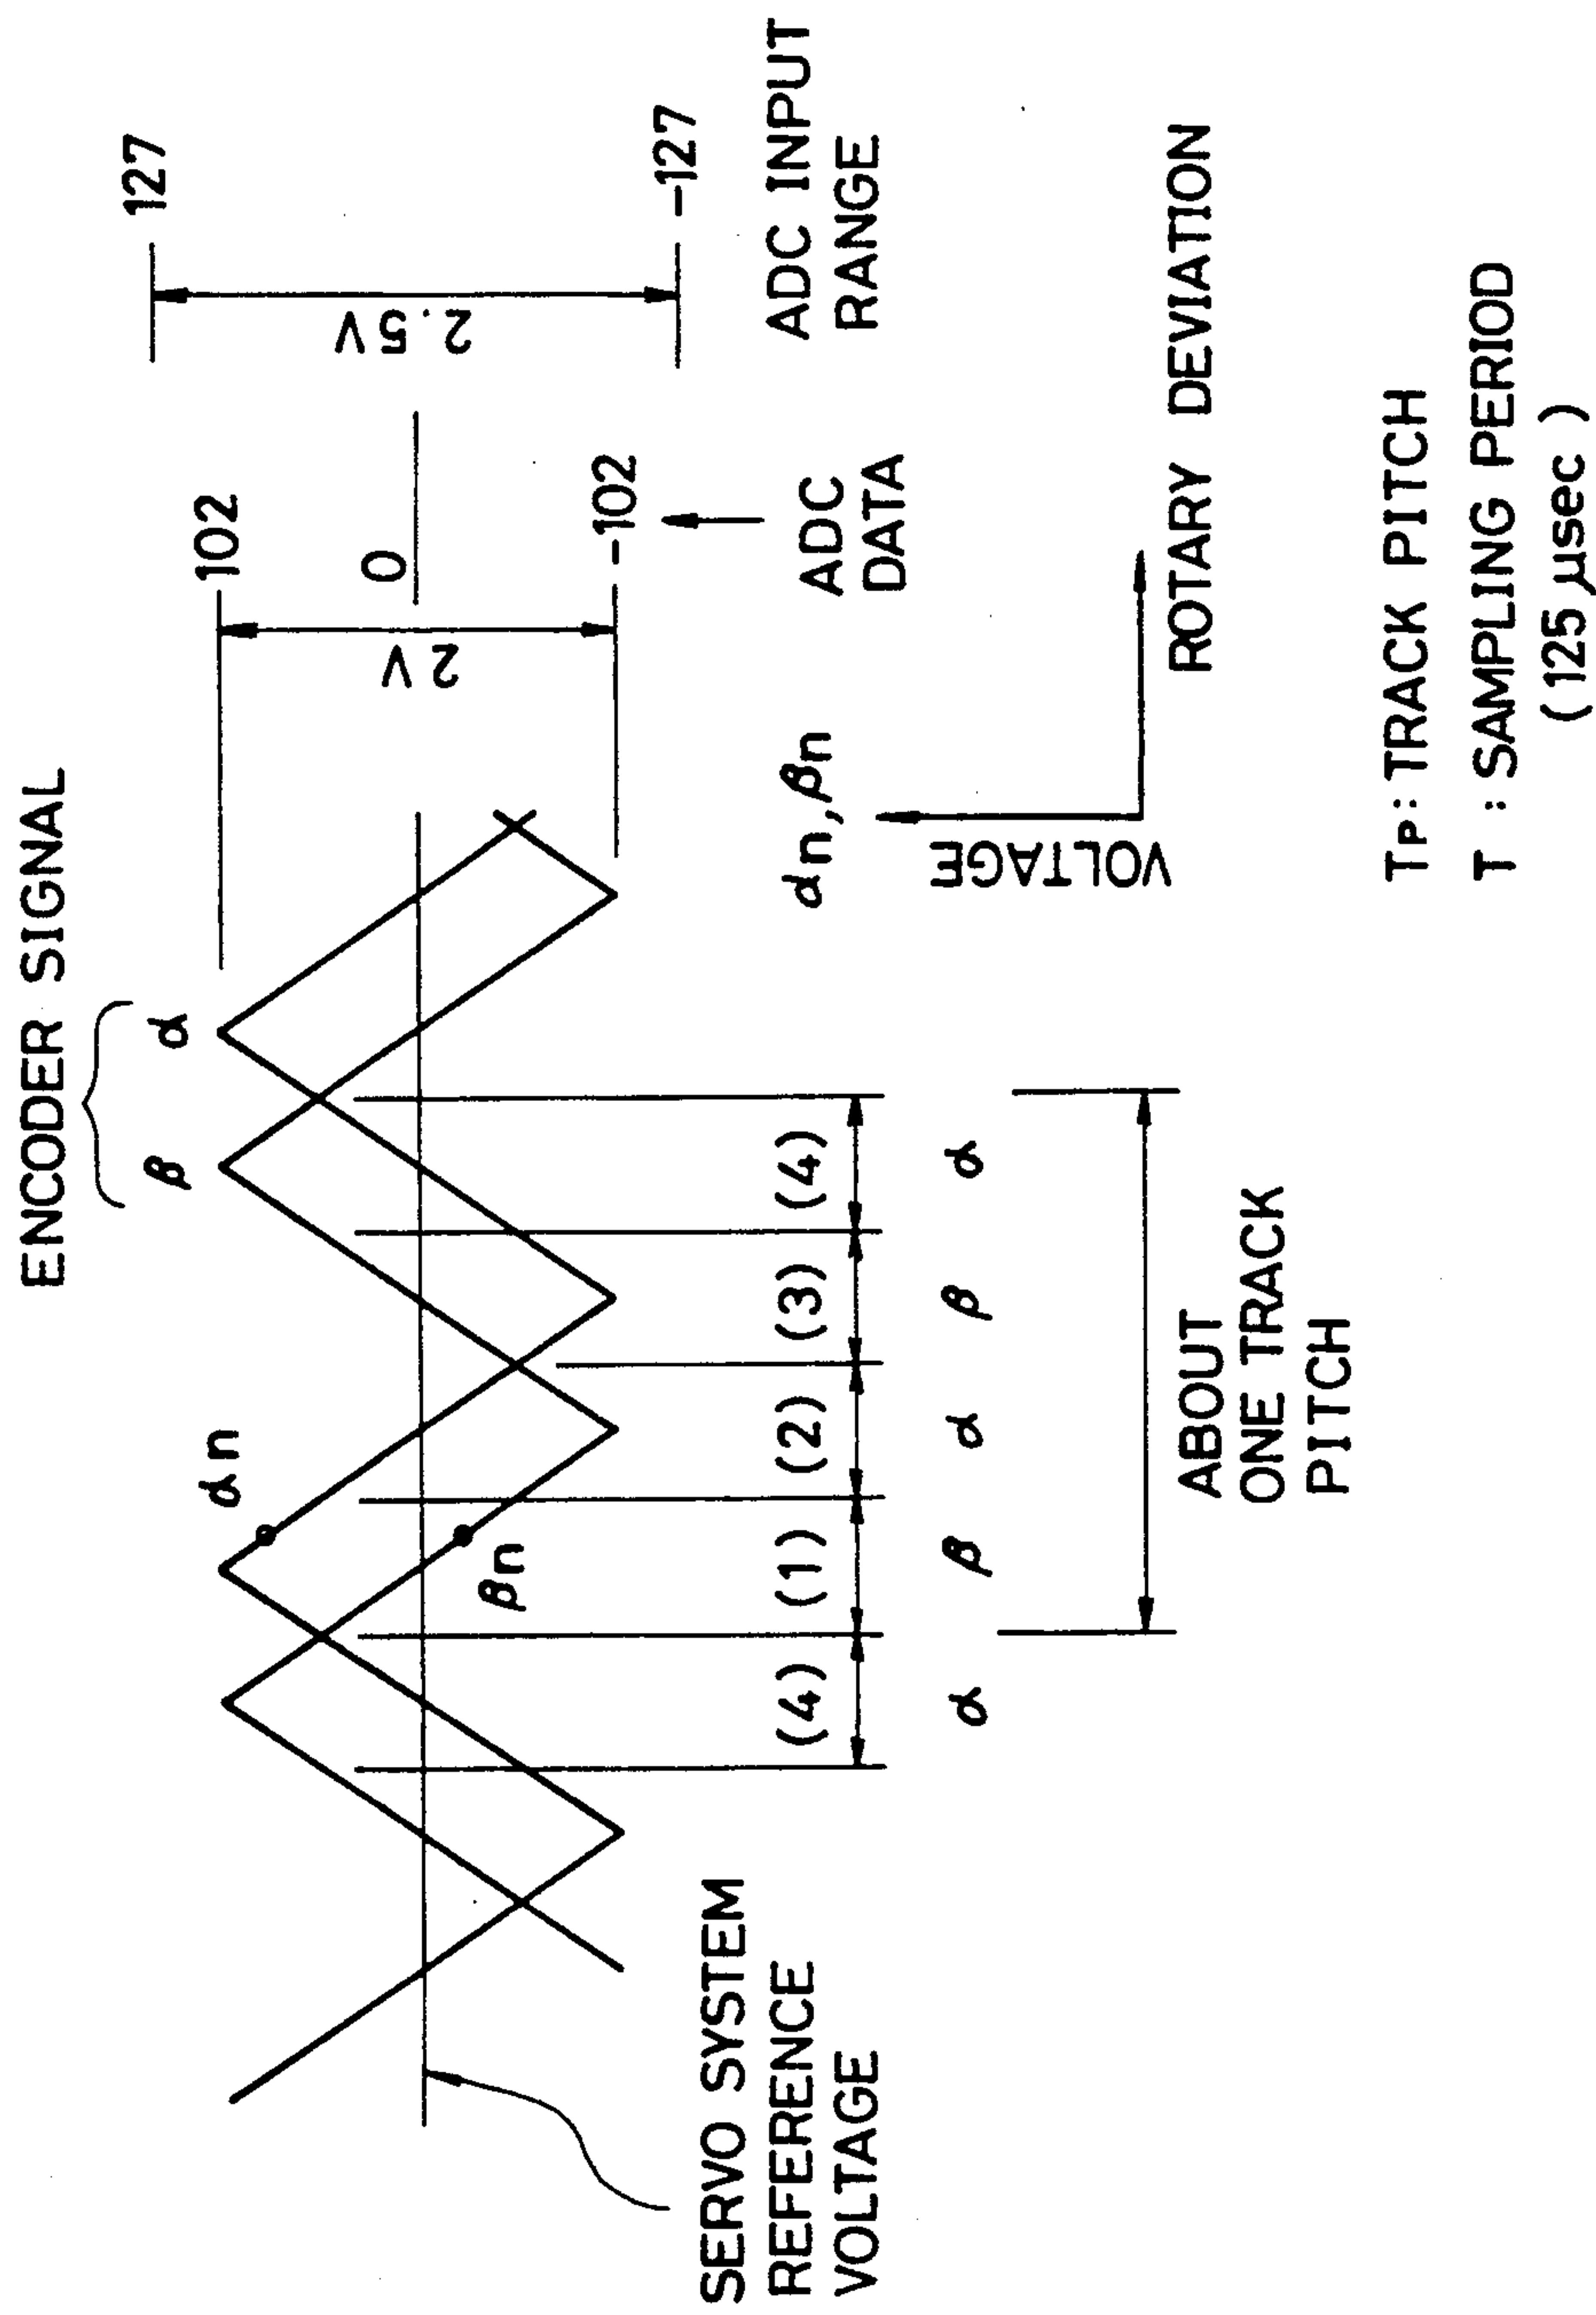 ENCODER SIGNAL
β α
αn
βn
102
0
-102
2V
127
-127
2.5V
ADC
DATA
ADC INPUT
RANGE
SERVO SYSTEM
REFERENCE
VOLTAGE
(4) (1) (2) (3) (4)
α β α β α
ABOUT
ONE TRACK
PITCH
αn, βn
VOLTAGE
ROTARY DEVIATION
TP: TRACK PITCH
T : SAMPLING PERIOD
(125 μsec)